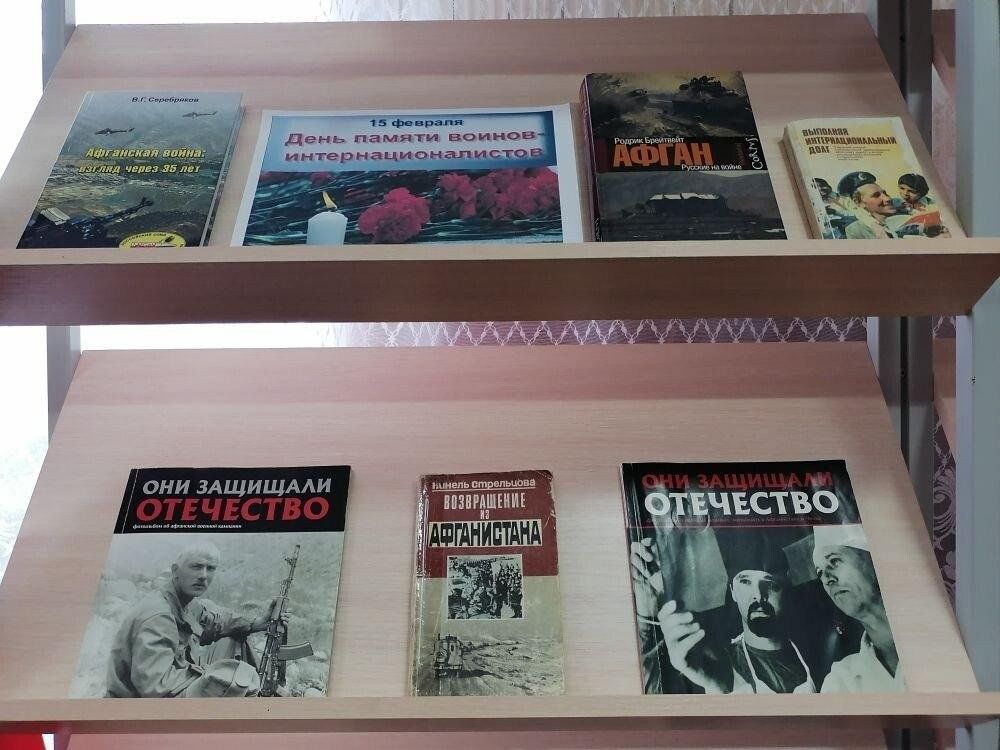 В.Г. Серебряков
Афганская война:
взгляд через 35 лет
15 февраля
День памяти воинов-
интернационалистов
Родрик Брейтвейт
АФГАН
Русские на войне
ВЫПОЛНЯЯ
ИНТЕРНАЦИОНАЛЬНЫЙ
ДОЛГ
ОНИ ЗАЩИЩАЛИ
ОТЕЧЕСТВО
фотоальбом об афганской военной кампании
Нинель Стрельцова
ВОЗВРАЩЕНИЕ
ИЗ
АФГАНИСТАНА
ОНИ ЗАЩИЩАЛИ
ОТЕЧЕСТВО